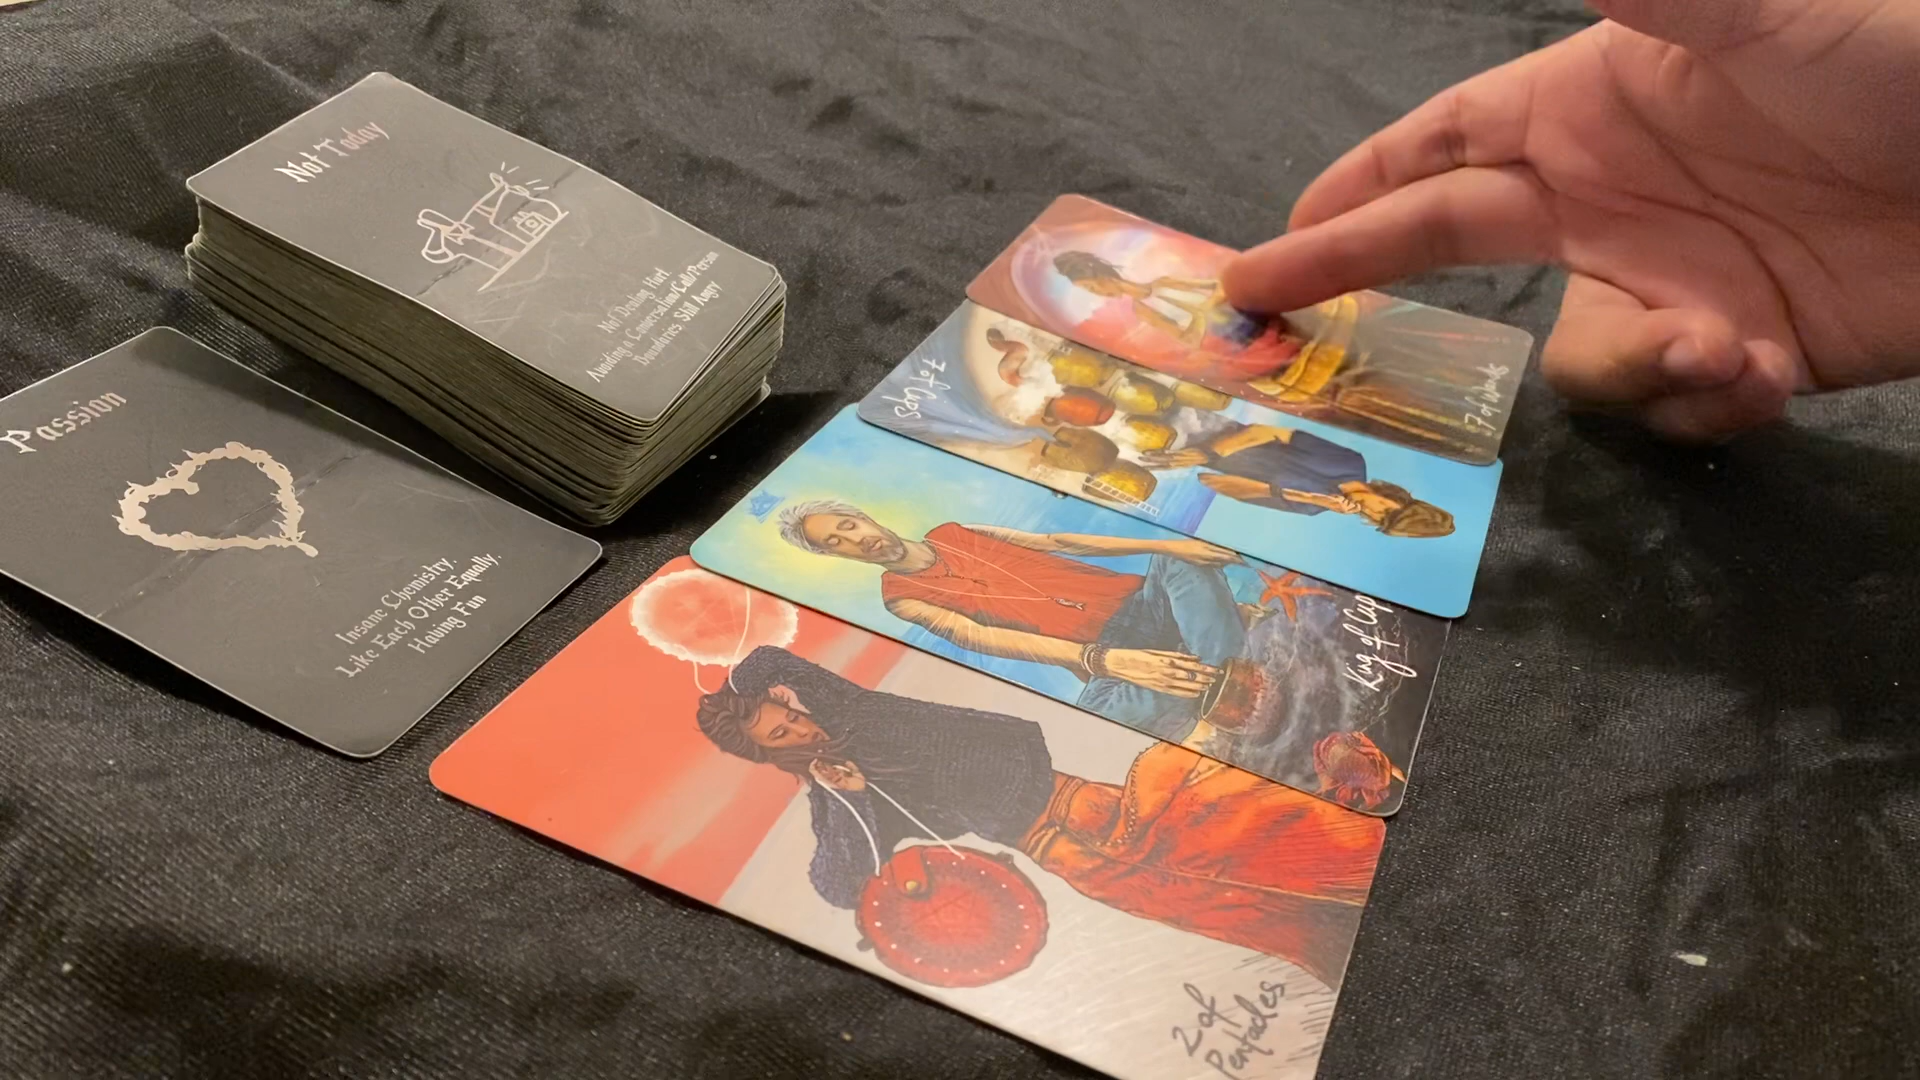 Not Today
Not Dealing, Hurt,
Avoiding a Conversation/Call/Person
Boundaries, Still Angry
Passion
Insane Chemistry,
Like Each Other Equally,
Having Fun
7 of Wands
7 of Cups
King of Cup
2 of
Pentacles